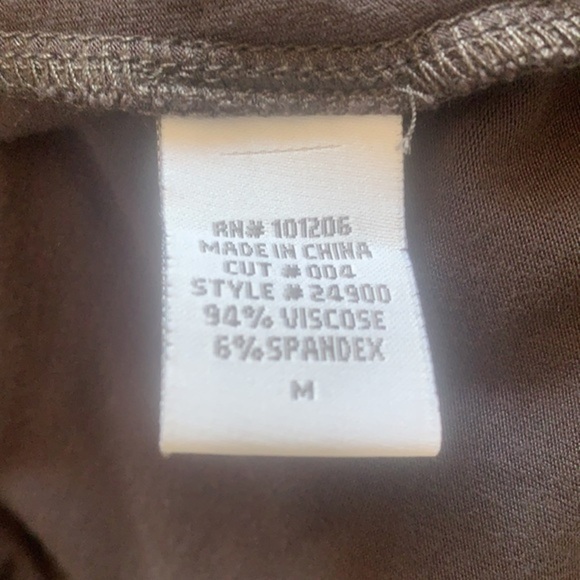 RN# 101206
MADE IN CHINA
CUT # 004
STYLE # 24900
94% VISCOSE
6% SPANDEX
M